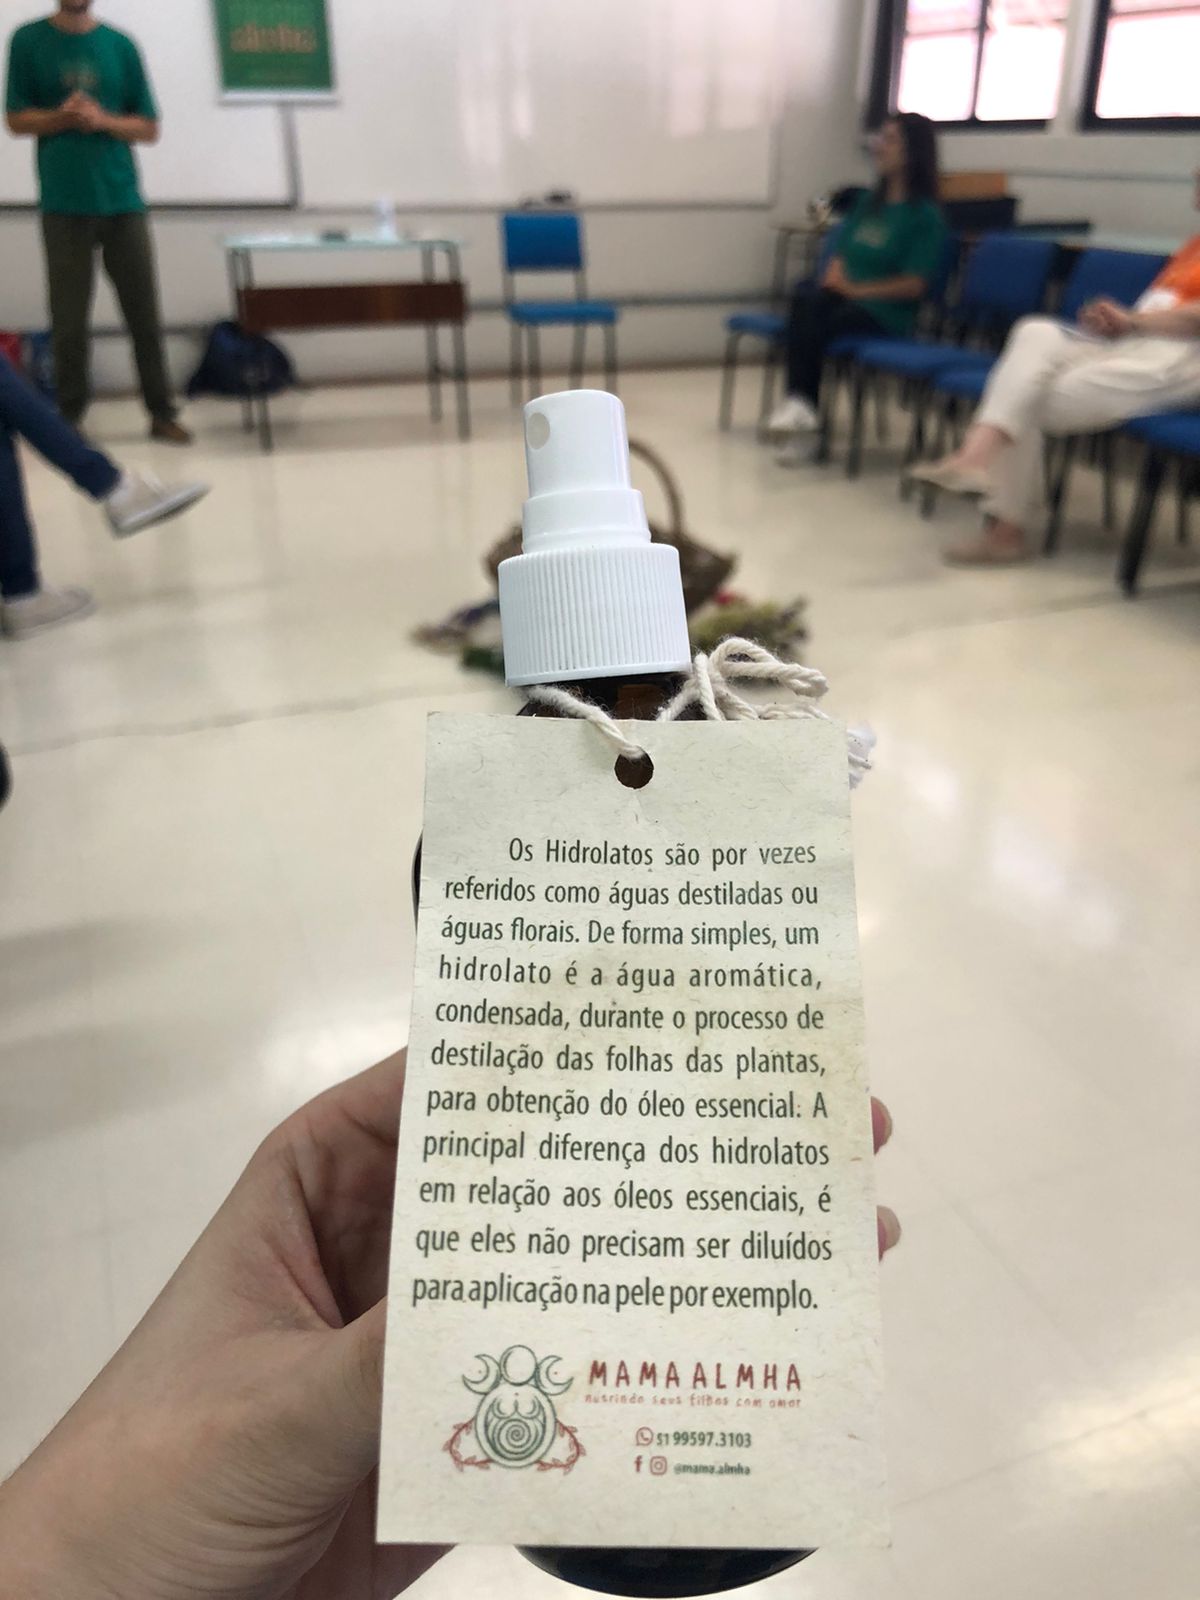 Os Hidrolatos são por vezes
referidos como águas destiladas ou
águas florais. De forma simples, um
hidrolato é a água aromática,
condensada, durante o processo de
destilação das folhas das plantas,
para obtenção do óleo essencial. A
principal diferença dos hidrolatos
em relação aos óleos essenciais, é
que eles não precisam ser diluídos
para aplicação na pele por exemplo.
MAMA ALMHA
nutrindo seus filhos com amor
51 99597.3103
@mama.almha